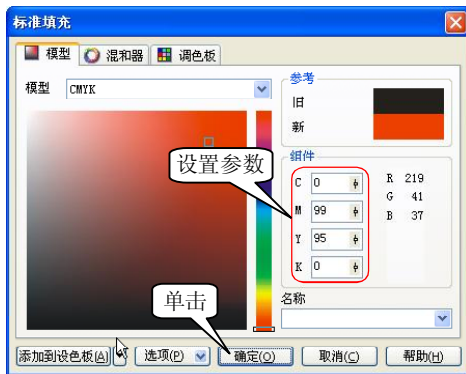 标准填充
模型 混和器 调色板
模型 CMYK
参考
旧
新
设置参数
组件
C 0 R 219
M 99 G 41
Y 95 B 37
K 0
名称
单击
添加到设色板(A) 选项(P) 确定(O) 取消(C) 帮助(H)